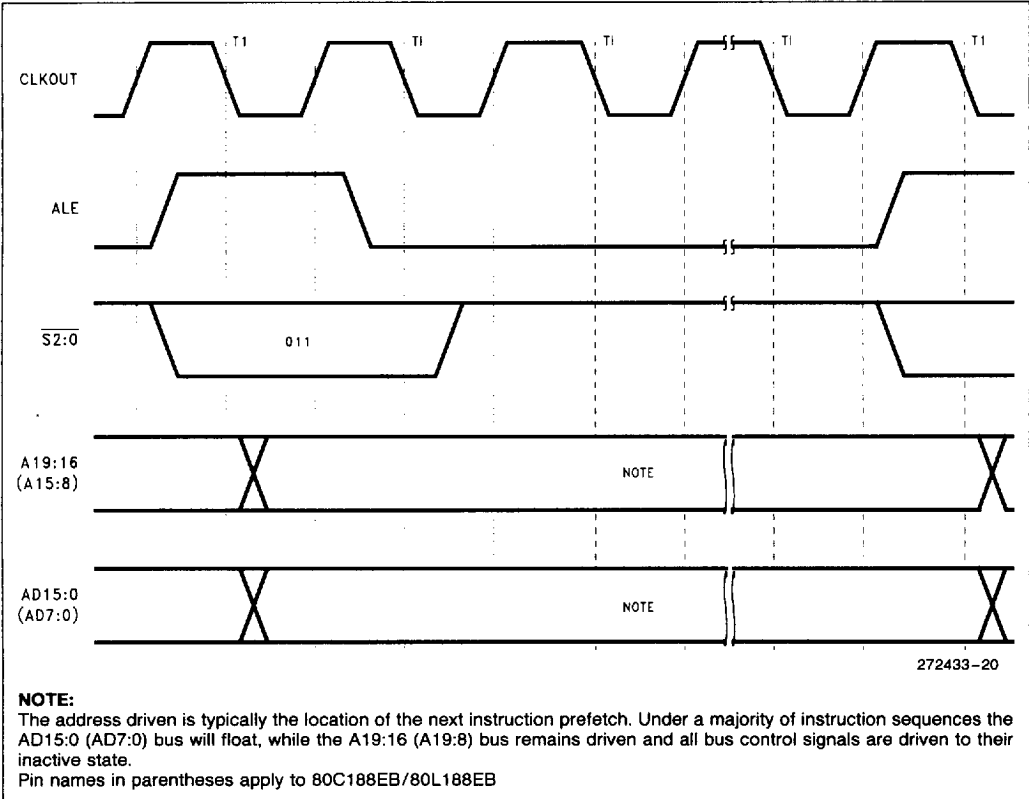 T1 TI TI TI T1
CLKOUT
ALE
S2:0
011
A19:16
(A15:8)
NOTE
AD15:0
(AD7:0)
NOTE
272433-20
NOTE:
The address driven is typically the location of the next instruction prefetch. Under a majority of instruction sequences the
AD15:0 (AD7:0) bus will float, while the A19:16 (A19:8) bus remains driven and all bus control signals are driven to their
inactive state.
Pin names in parentheses apply to 80C188EB/80L188EB